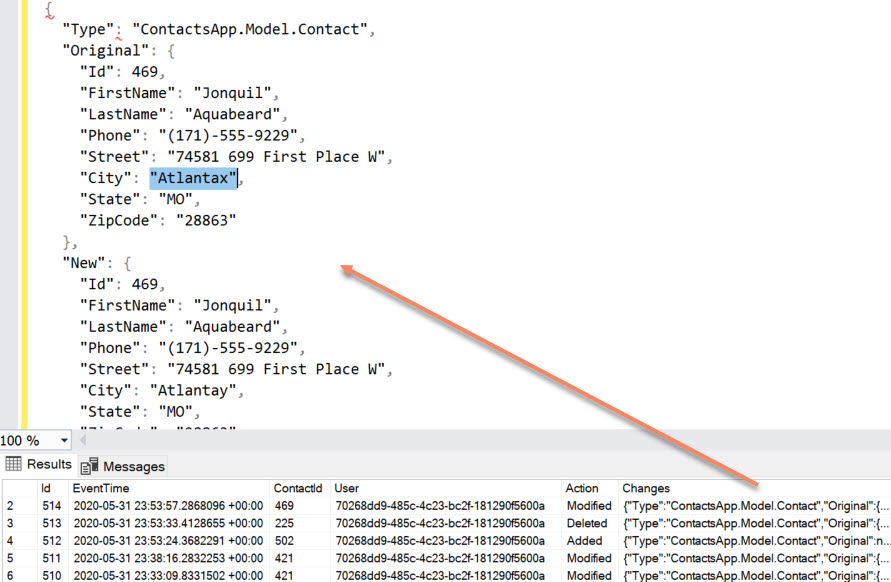 {
"Type": "ContactsApp.Model.Contact",
"Original": {
"Id": 469,
"FirstName": "Jonquil",
"LastName": "Aquabeard",
"Phone": "(171)-555-9229",
"Street": "74581 699 First Place W",
"City": "Atlantax",
"State": "MO",
"ZipCode": "28863"
},
"New": {
"Id": 469,
"FirstName": "Jonquil",
"LastName": "Aquabeard",
"Phone": "(171)-555-9229",
"Street": "74581 699 First Place W",
"City": "Atlantay",
"State": "MO",
100 %
Results Messages
Id EventTime ContactId User Action Changes
2 514 2020-05-31 23:53:57.2868096 +00:00 469 70268dd9-485c-4c23-bc2f-181290f5600a Modified {"Type":"ContactsApp.Model.Contact","Original":{...
3 513 2020-05-31 23:53:33.4128655 +00:00 225 70268dd9-485c-4c23-bc2f-181290f5600a Deleted {"Type":"ContactsApp.Model.Contact","Original":{...
4 512 2020-05-31 23:53:24.3682291 +00:00 502 70268dd9-485c-4c23-bc2f-181290f5600a Added {"Type":"ContactsApp.Model.Contact","Original":n...
5 511 2020-05-31 23:38:16.2832253 +00:00 421 70268dd9-485c-4c23-bc2f-181290f5600a Modified {"Type":"ContactsApp.Model.Contact","Original":{...
6 510 2020-05-31 23:33:09.8331502 +00:00 421 70268dd9-485c-4c23-bc2f-181290f5600a Modified {"Type":"ContactsApp.Model.Contact","Original":{...